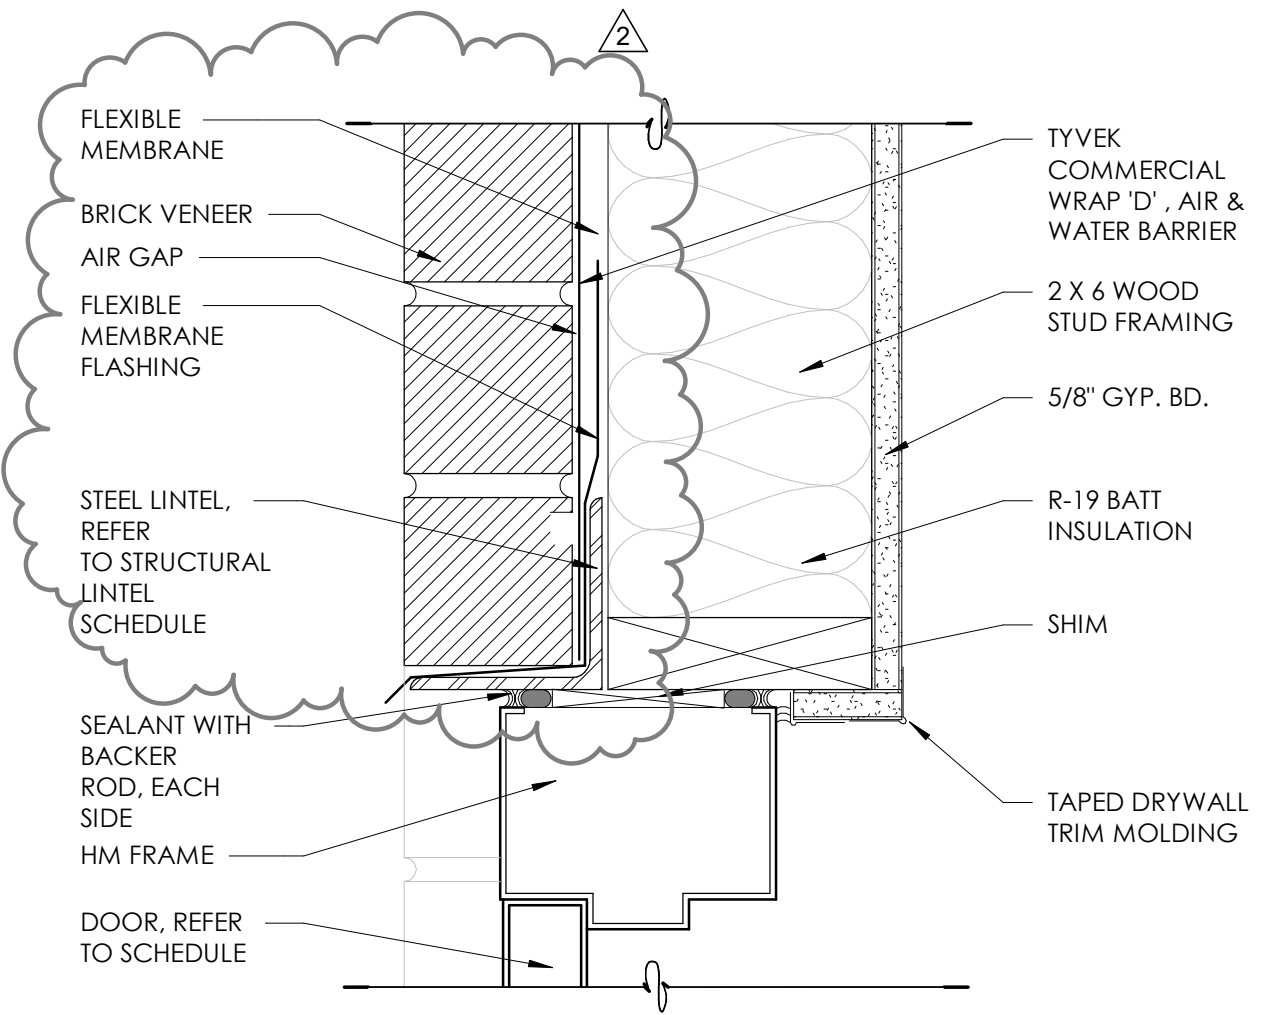 2
FLEXIBLE
MEMBRANE
BRICK VENEER
AIR GAP
FLEXIBLE
MEMBRANE
FLASHING
STEEL LINTEL,
REFER
TO STRUCTURAL
LINTEL
SCHEDULE
SEALANT WITH
BACKER
ROD, EACH
SIDE
HM FRAME
DOOR, REFER
TO SCHEDULE
TYVEK
COMMERCIAL
WRAP 'D' , AIR &
WATER BARRIER
2 X 6 WOOD
STUD FRAMING
5/8" GYP. BD.
R-19 BATT
INSULATION
SHIM
TAPED DRYWALL
TRIM MOLDING